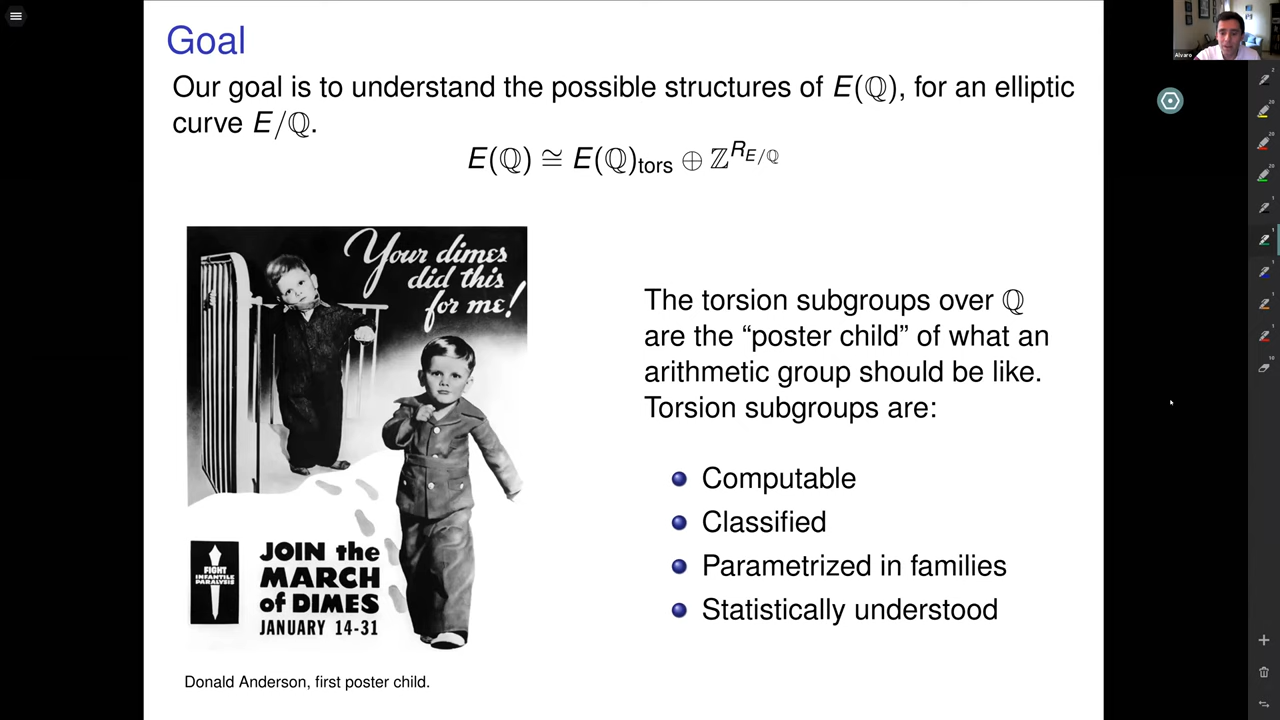 Goal
Our goal is to understand the possible structures of E(ℚ), for an elliptic
curve E/ℚ.
E(ℚ) ≅ E(ℚ)tors ⊕ ℤ^R_E/ℚ
Your dimes
did this
for me!
JOIN the
MARCH
of DIMES
JANUARY 14-31
FIGHT
INFANTILE
PARALYSIS
Donald Anderson, first poster child.
The torsion subgroups over ℚ
are the “poster child” of what an
arithmetic group should be like.
Torsion subgroups are:
Computable
Classified
Parametrized in families
Statistically understood
Alvaro